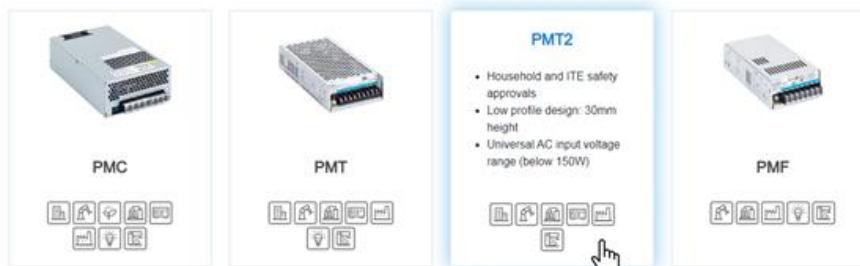 PMC
PMT
PMT2
• Household and ITE safety
approvals
• Low profile design: 30mm
height
• Universal AC input voltage
range (below 150W)
PMF